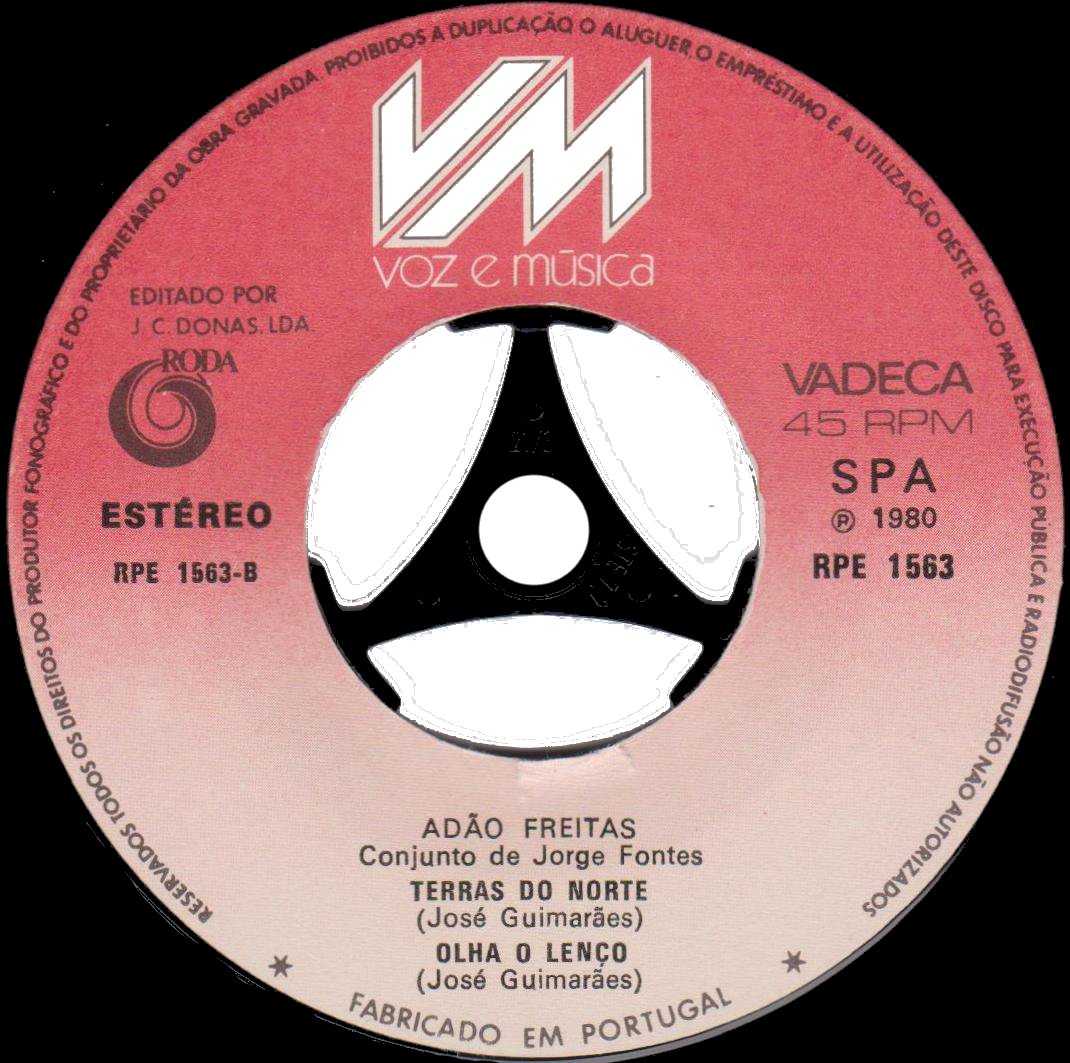 RESERVADOS TODOS OS DIREITOS DO PRODUTOR FONOGRÁFICO E DO PROPRIETÁRIO DA OBRA GRAVADA. PROIBIDOS A DUPLICAÇÃO O ALUGUER, O EMPRÉSTIMO E A UTILIZAÇÃO DESTE DISCO PARA EXECUÇÃO PÚBLICA E RADIODIFUSÃO NÃO AUTORIZADOS
VM
VOZ e música
EDITADO POR
J. C. DONAS, LDA.
RODA
ESTÉREO
RPE 1563-B
VADECA
45 RPM
SPA
℗ 1980
RPE 1563
ADÃO FREITAS
Conjunto de Jorge Fontes
TERRAS DO NORTE
(José Guimarães)
OLHA O LENÇO
(José Guimarães)
* FABRICADO EM PORTUGAL *